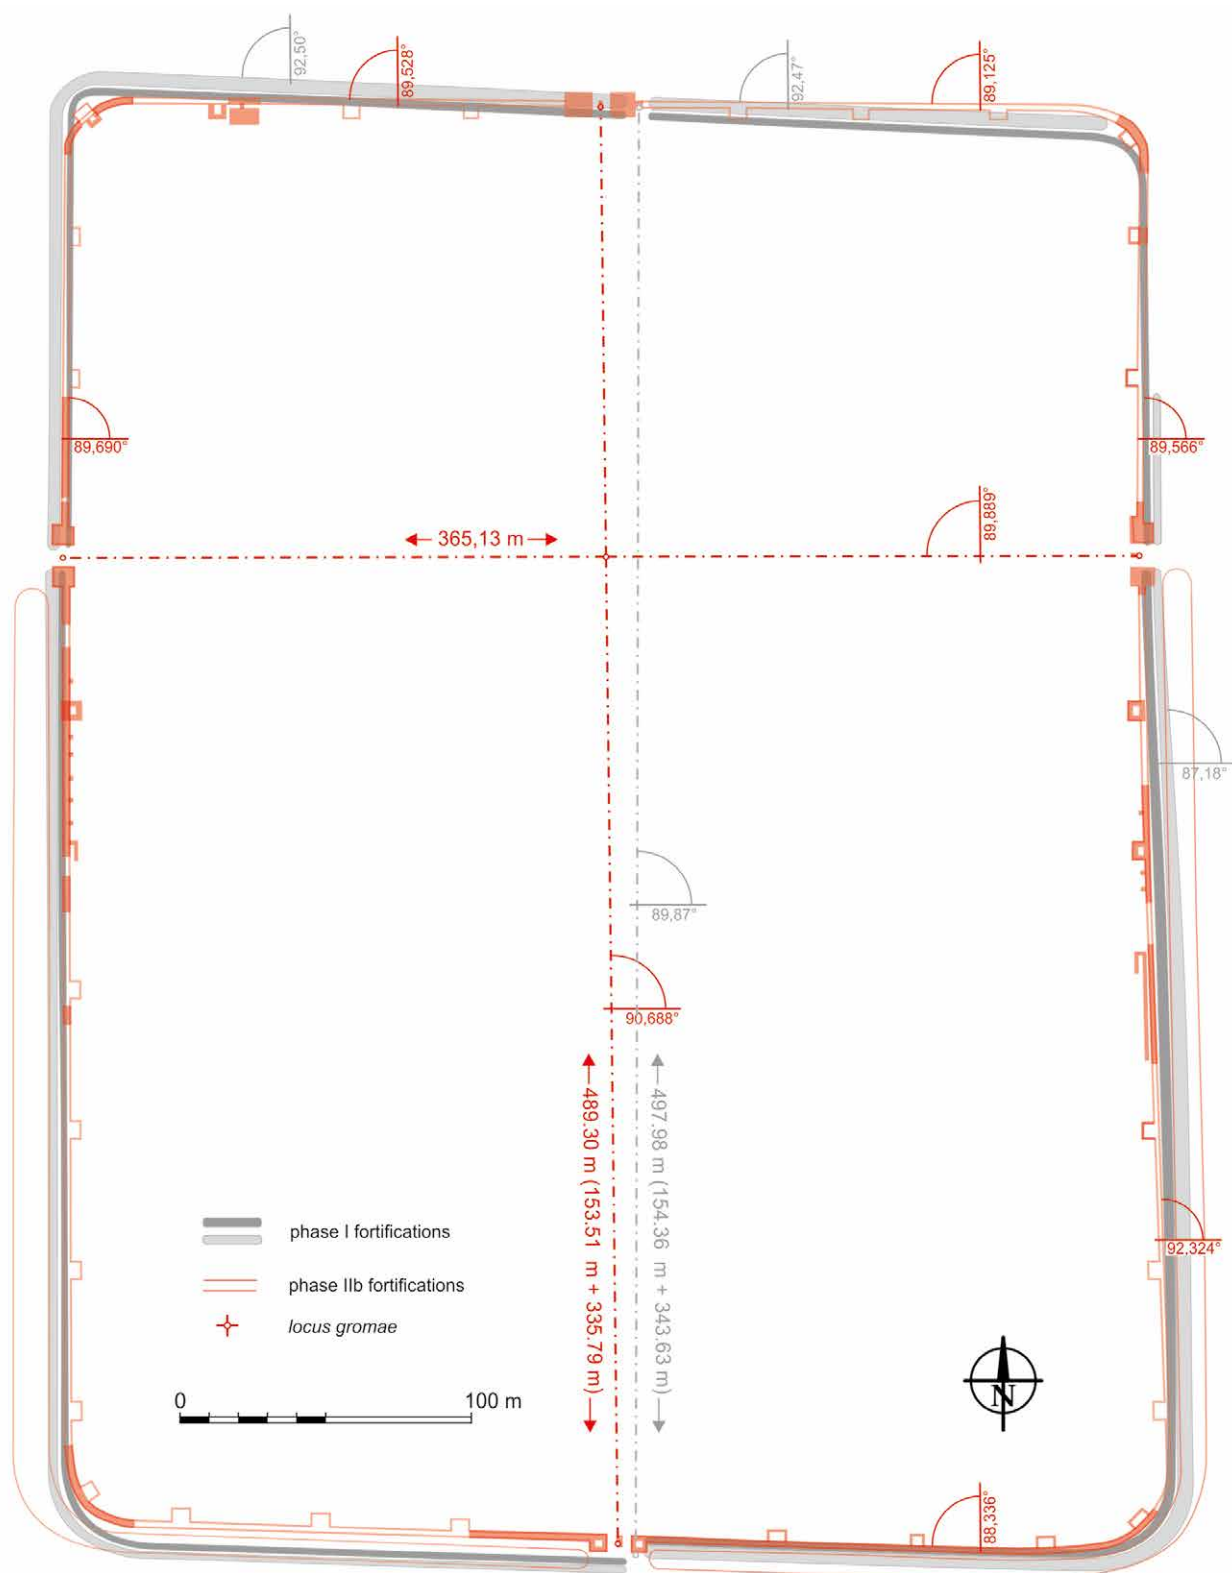 92,50°
89,528°
92,47°
89,125°
89,690°
89,566°
365,13 m
89,889°
87,18°
89,87°
90,688°
489.30 m (153.51 m + 335.79 m)
497.98 m (154.36 m + 343.63 m)
92,324°
phase I fortifications
phase IIb fortifications
locus gromae
0 100 m
N
88,336°